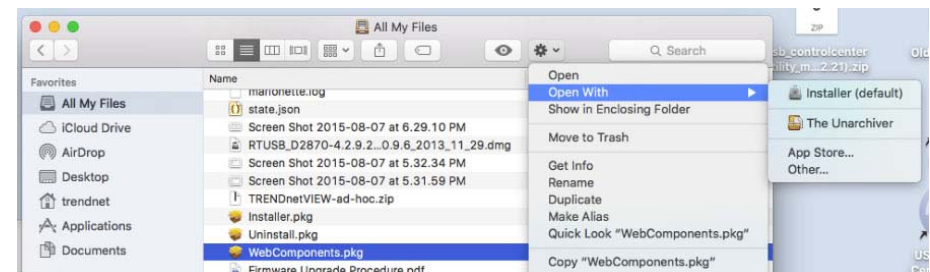 ZIP
All My Files
Search
sb_controlcenter
ility_m...2.21).zip
Favorites
All My Files
iCloud Drive
AirDrop
Desktop
trendnet
Applications
Documents
Name
marionette.log
state.json
Screen Shot 2015-08-07 at 6.29.10 PM
RTUSB_D2870-4.2.9.2...0.9.6_2013_11_29.dmg
Screen Shot 2015-08-07 at 5.32.34 PM
Screen Shot 2015-08-07 at 5.31.59 PM
TRENDnetVIEW-ad-hoc.zip
Installer.pkg
Uninstall.pkg
WebComponents.pkg
Firmware Upgrade Procedure.pdf
Open
Open With
Show in Enclosing Folder
Move to Trash
Get Info
Rename
Duplicate
Make Alias
Quick Look “WebComponents.pkg”
Copy “WebComponents.pkg”
Installer (default)
The Unarchiver
App Store...
Other...